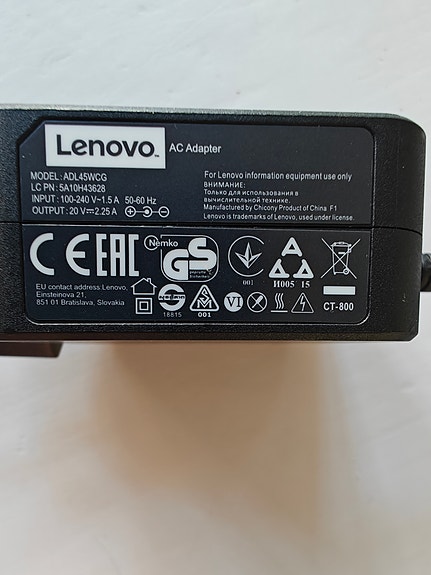 Lenovo.
AC Adapter
MODEL: ADL45WCG
LC PN : 5A10H43628
INPUT : 100-240 V~1.5 A 50-60 Hz
OUTPUT : 20 V⎓2.25 A
For Lenovo information equipment use only
ВНИМАНИЕ:
Только для использования в
вычислительной технике.
Manufactured by Chicony Product of China F1
Lenovo is trademarks of Lenovo, used under license.
CE EAC
Nemko
GS
001
И005 15
EU contact address:Lenovo,
Einsteinova 21,
851 01 Bratislava, Slovakia
18815
001
VI
CT-800